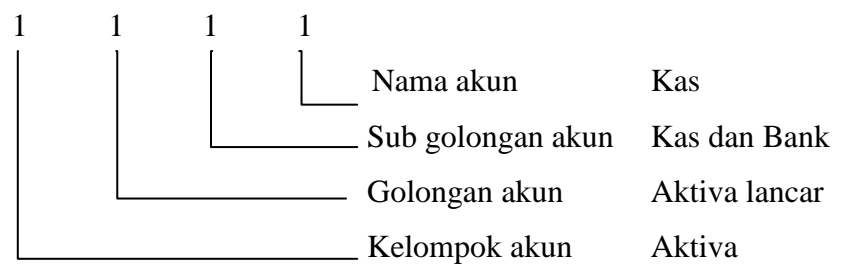 1 1 1 1
Nama akun Kas
Sub golongan akun Kas dan Bank
Golongan akun Aktiva lancar
Kelompok akun Aktiva